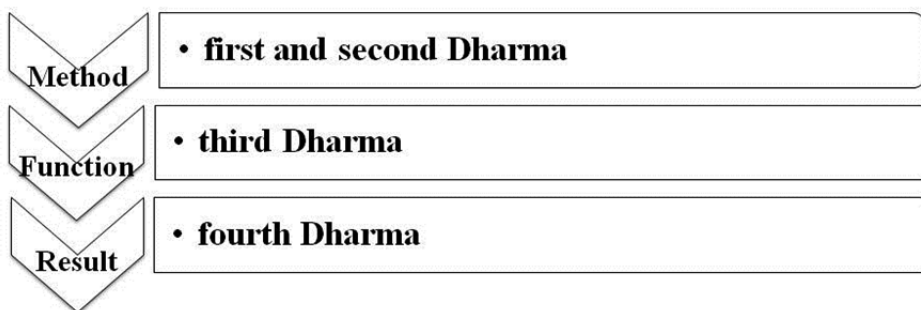 Method
• first and second Dharma
Function
• third Dharma
Result
• fourth Dharma